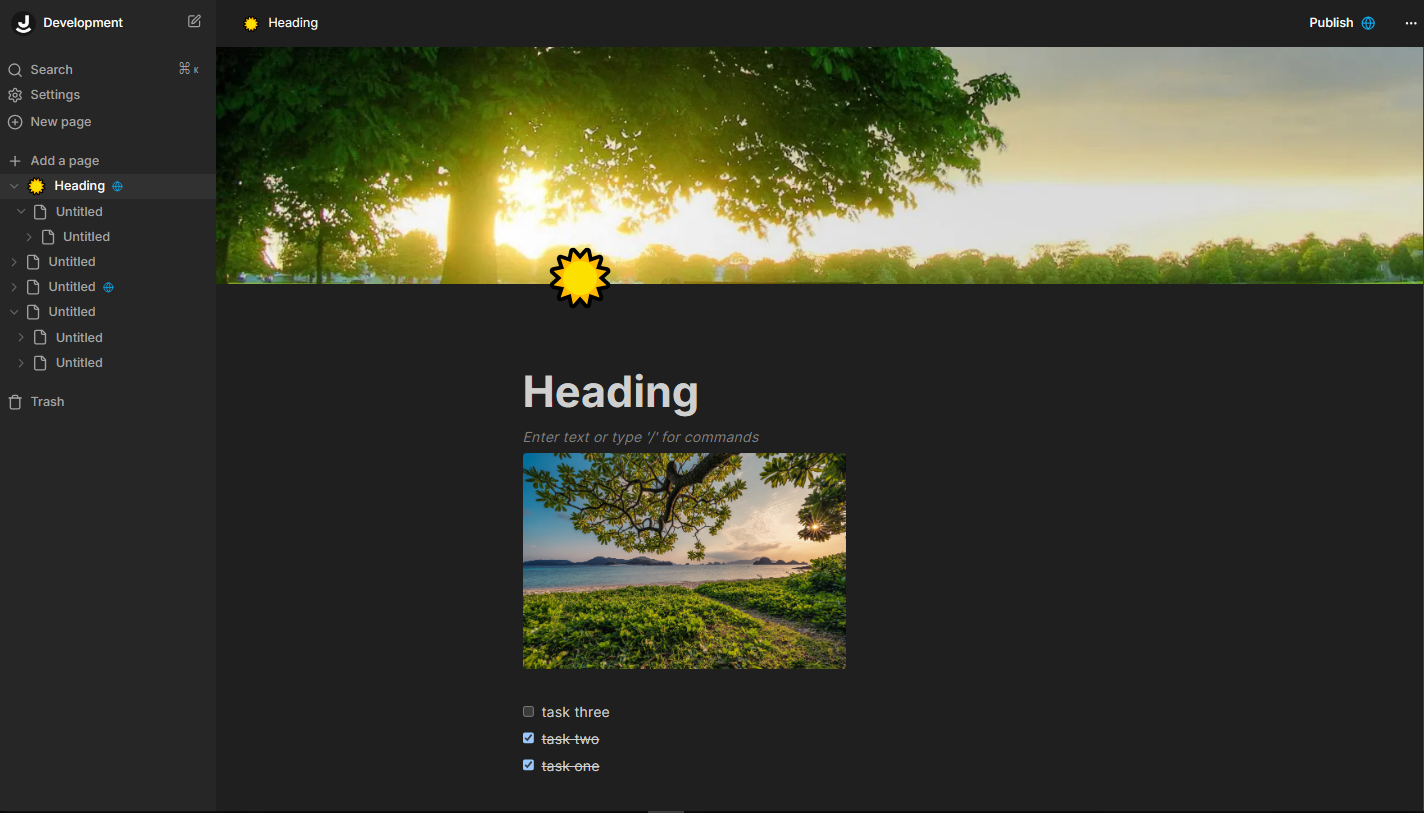 Development
Search ⌘ K
Settings
New page
Add a page
Heading
Untitled
Untitled
Untitled
Untitled
Untitled
Untitled
Untitled
Trash
Heading
Publish
Heading
Enter text or type '/' for commands
task three
task two
task one